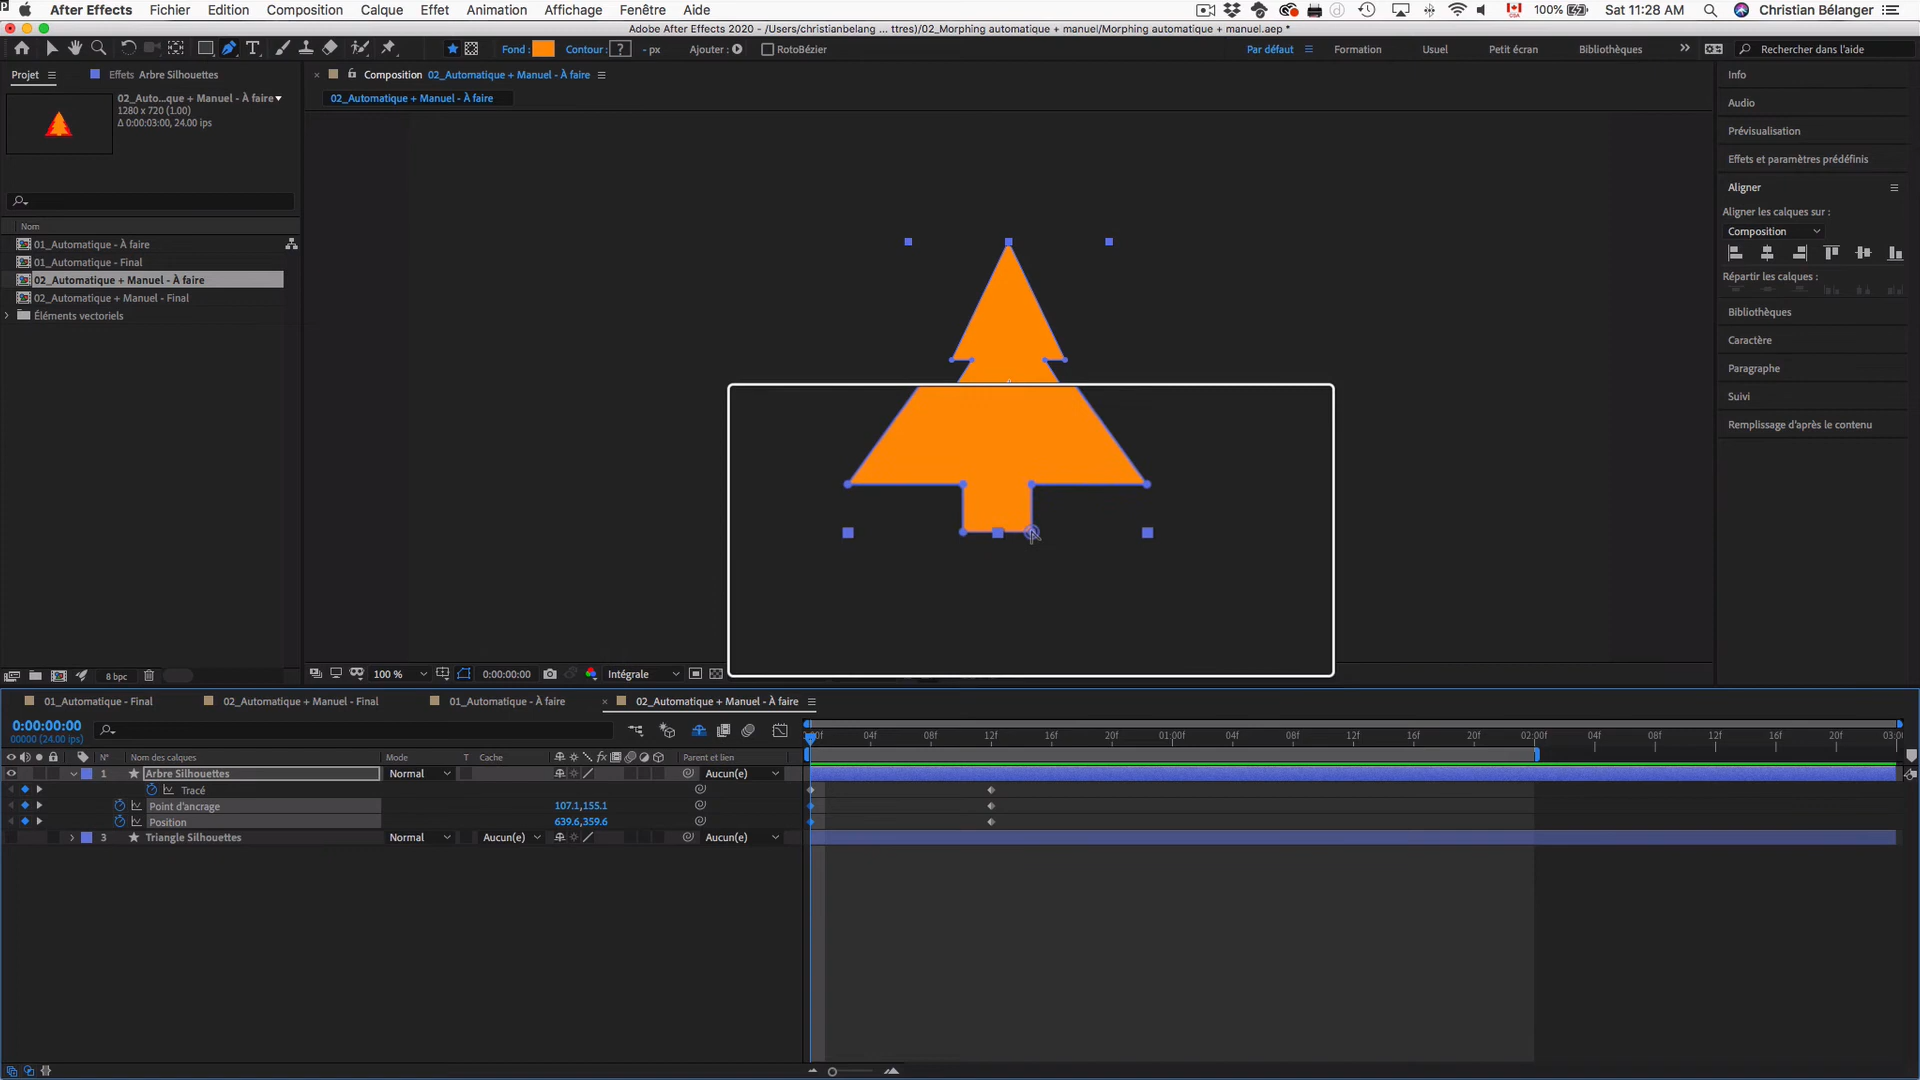 After Effects Fichier Edition Composition Calque Effet Animation Affichage Fenêtre Aide 100% Sat 11:28 AM Christian Bélanger
Adobe After Effects 2020 - /Users/christianbelang ... ttres)/02_Morphing automatique + manuel/Morphing automatique + manuel.aep *
Fond : Contour : ? - px Ajouter : RotoBézier Par défaut Formation Usuel Petit écran Bibliothèques Rechercher dans l'aide
Projet Effets Arbre Silhouettes Composition 02_Automatique + Manuel - À faire Info
02_Auto...que + Manuel - À faire 02_Automatique + Manuel - À faire Audio
1280 x 720 (1.00)
Δ 0:00:03:00, 24.00 ips
Prévisualisation
Effets et paramètres prédéfinis
Aligner
Aligner les calques sur :
Composition
Répartir les calques :
Bibliothèques
Caractère
Paragraphe
Suivi
Remplissage d'après le contenu
Nom
01_Automatique - À faire
01_Automatique - Final
02_Automatique + Manuel - À faire
02_Automatique + Manuel - Final
Éléments vectoriels
8 bpc 100 % 0:00:00:00 Intégrale
01_Automatique - Final 02_Automatique + Manuel - Final 01_Automatique - À faire 02_Automatique + Manuel - À faire
0:00:00:00
00000 (24.00 ips)
:00f 04f 08f 12f 16f 20f 01:00f 04f 08f 12f 16f 20f 02:00f 04f 08f 12f 16f 20f 03:00
N° Nom des calques Mode T Cache Parent et lien
1 Arbre Silhouettes Normal Aucun(e)
Tracé
Point d'ancrage 107.1,155.1
Position 639.6,359.6
3 Triangle Silhouettes Normal Aucun(e) Aucun(e)